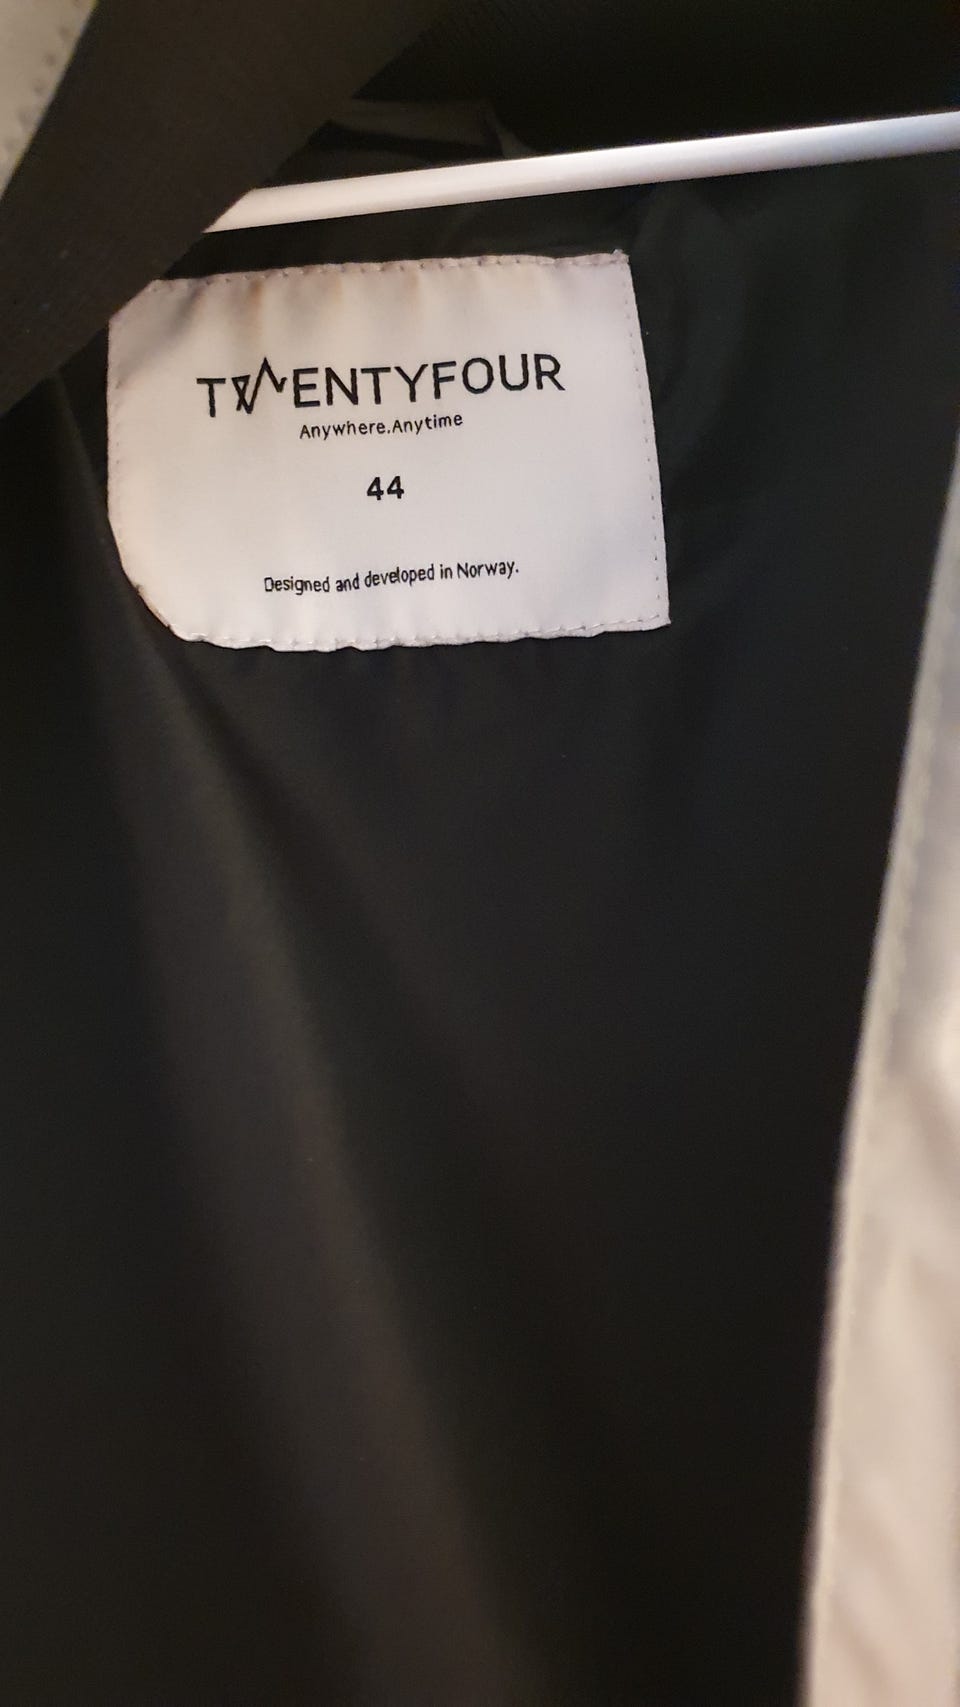 TWENTYFOUR
Anywhere.Anytime
44
Designed and developed in Norway.